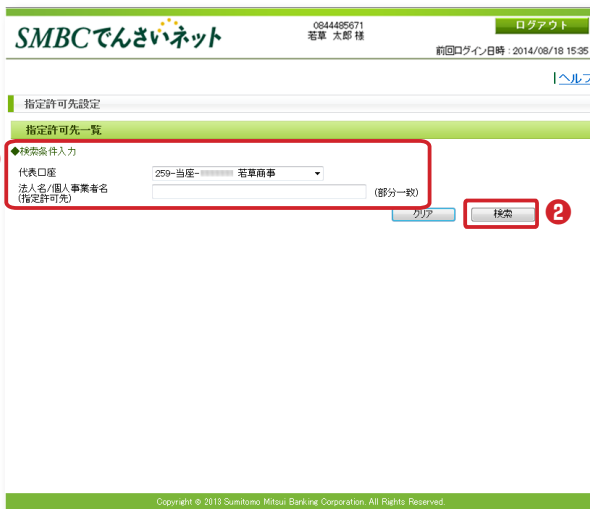 SMBCでんさいネット
0844485671
若草 太郎 様
ログアウト
前回ログイン日時：2014/08/18 15:35
ヘルプ
指定許可先設定
指定許可先一覧
◆検索条件入力
代表口座 259-当座- 若草商事
法人名/個人事業者名
(指定許可先) (部分一致)
クリア 検索 2
Copyright © 2013 Sumitomo Mitsui Banking Corporation. All Rights Reserved.